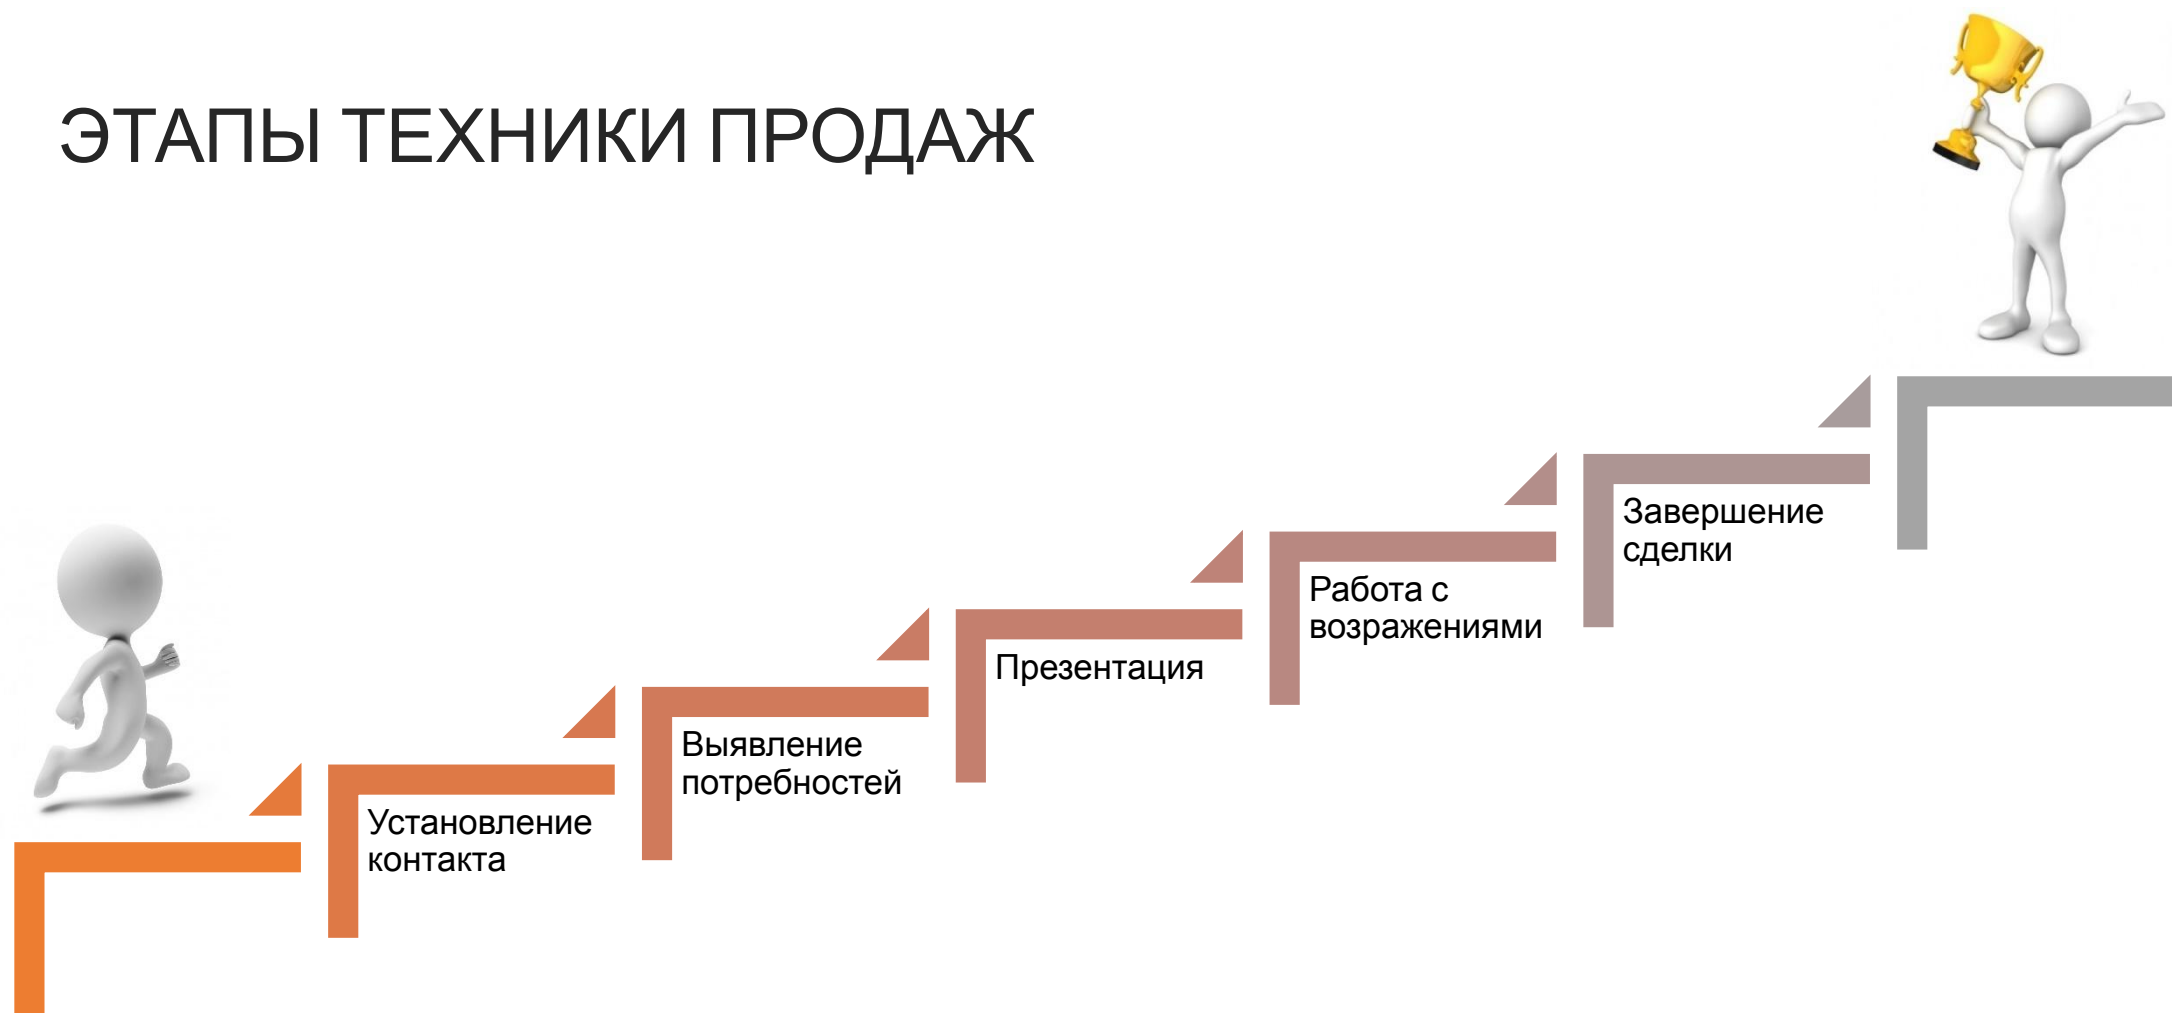 ЭТАПЫ ТЕХНИКИ ПРОДАЖ
Установление
контакта
Выявление
потребностей
Презентация
Работа с
возражениями
Завершение
сделки